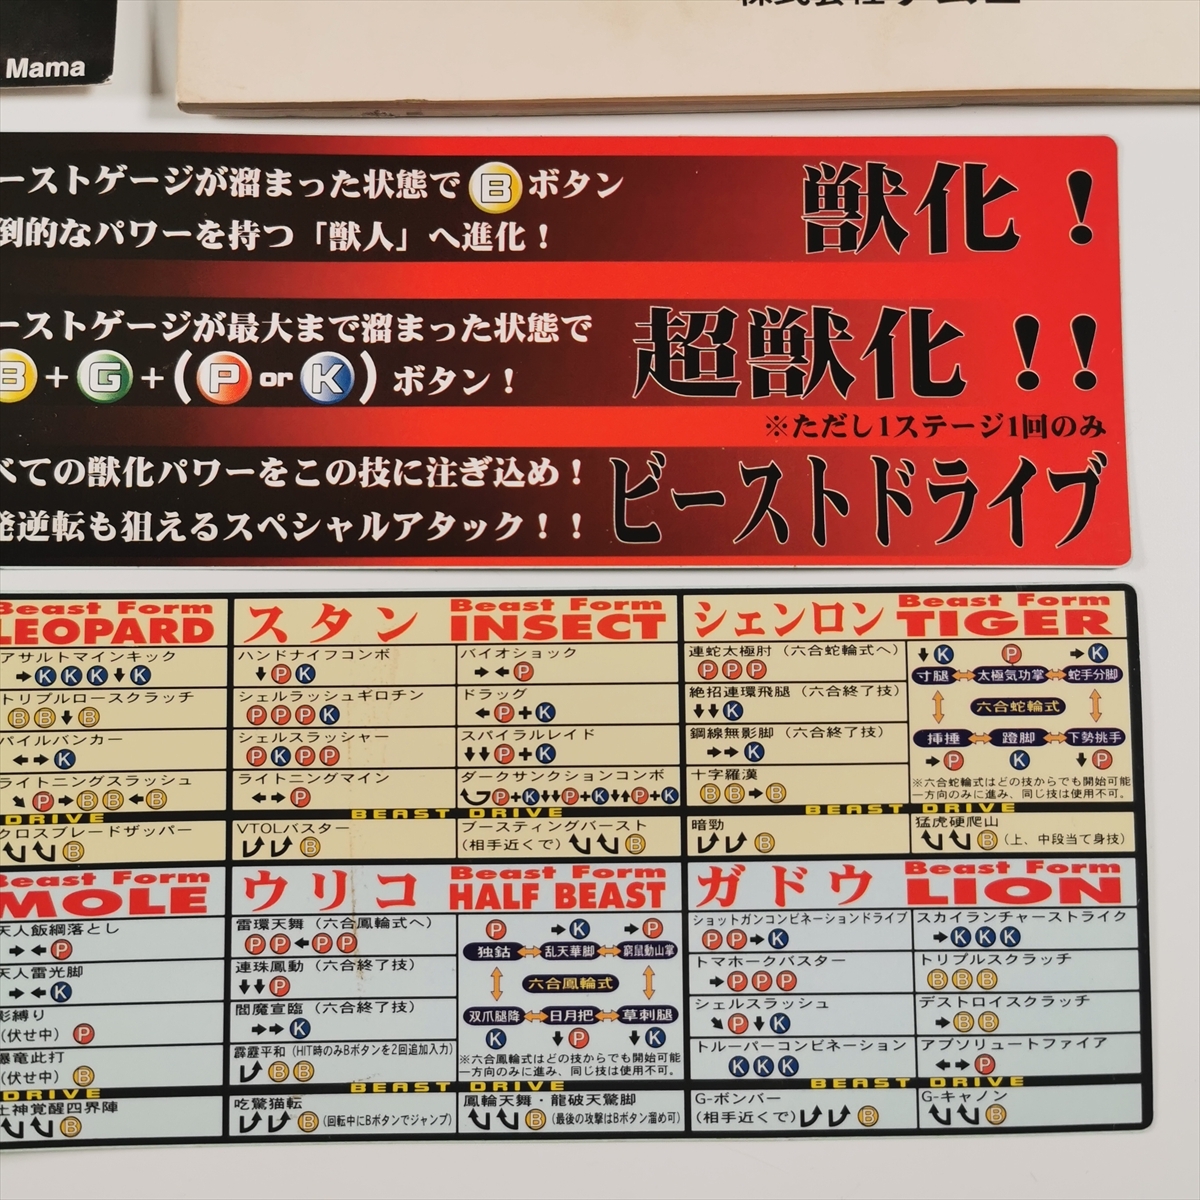 Mama
ーストゲージが溜まった状態でBボタン
倒的なパワーを持つ「獣人」へ進化！
獣化！
ーストゲージが最大まで溜まった状態で
B+G+(P or K)ボタン！
超獣化！！
※ただし1ステージ1回のみ
べての獣化パワーをこの技に注ぎ込め！
発逆転も狙えるスペシャルアタック！！
ビーストドライブ
Beast Form
LEOPARD
アサルトマインキック
→KKK↓K
トリプルロースクラッチ
BB↓B
パイルバンカー
←→K
ライトニングスラッシュ
↘P→BB←B
DRIVE
クロスブレードザッパー
B
スタン
Beast Form
INSECT
ハンドナイフコンボ
↓PK
シェルラッシュギロチン
PPPK
シェルスラッシャー
PKPP
ライトニングマイン
←→P
バイオショック
→←P
ドラッグ
←P+K
スパイラルレイド
↓↓P+K
ダークサンクションコンボ
P+K↓↓P+K↓↑P+K
BEAST DRIVE
VTOLバスター
B
ブースティングバースト
(相手近くで)B
シェンロン
Beast Form
TIGER
連蛇太極肘（六合蛇輪式へ）
PPP
絶招連環飛腿（六合終了技）
↓↓K
鋼線無影脚（六合終了技）
→→K
十字羅漢
BB→B
↓K P →K
寸腿 太極気功掌 蛇手分脚
六合蛇輪式
挿捶 蹬脚 下勢挑手
→P K ↓P
※六合蛇輪式はどの技からでも開始可能
一方向のみに進み、同じ技は使用不可。
BEAST DRIVE
暗勁
B
猛虎硬爬山
B(上、中段当て身技)
Beast Form
MOLE
天人飯綱落とし
→←P
天人雷光脚
→←K
影縛り
(伏せ中) P
爆竜此打
(伏せ中) B
DRIVE
土神覚醒四界陣
B
ウリコ
Beast Form
HALF BEAST
雷環天舞（六合鳳輪式へ）
PP←PP
連珠鳳動（六合終了技）
↓↓P
閻魔宣臨（六合終了技）
→→K
霹靂平和（HIT時のみBボタンを2回追加入力）
BB
P →K →P
独鈷 乱天華脚 窮鼠動山掌
六合鳳輪式
双爪腿降 日月把 草刺腿
K ↓P ↓K
※六合鳳輪式はどの技からでも開始可能
一方向のみに進み、同じ技は使用不可。
BEAST DRIVE
吃驚猫転
B(回転中にBボタンでジャンプ)
鳳輪天舞・龍破天驚脚
B(最後の攻撃はBボタン溜め可)
ガドウ
Beast Form
LION
ショットガンコンビネーションドライブ
PP→K
トマホークバスター
→PPP
シェルスラッシュ
↘P↓K
トルーパーコンビネーション
KKK
スカイランチャーストライク
→KKK
トリプルスクラッチ
BBB
デストロイスクラッチ
→BB
アブソリュートファイア
←→P
BEAST DRIVE
G-ボンバー
(相手近くで)B
G-キャノン
B